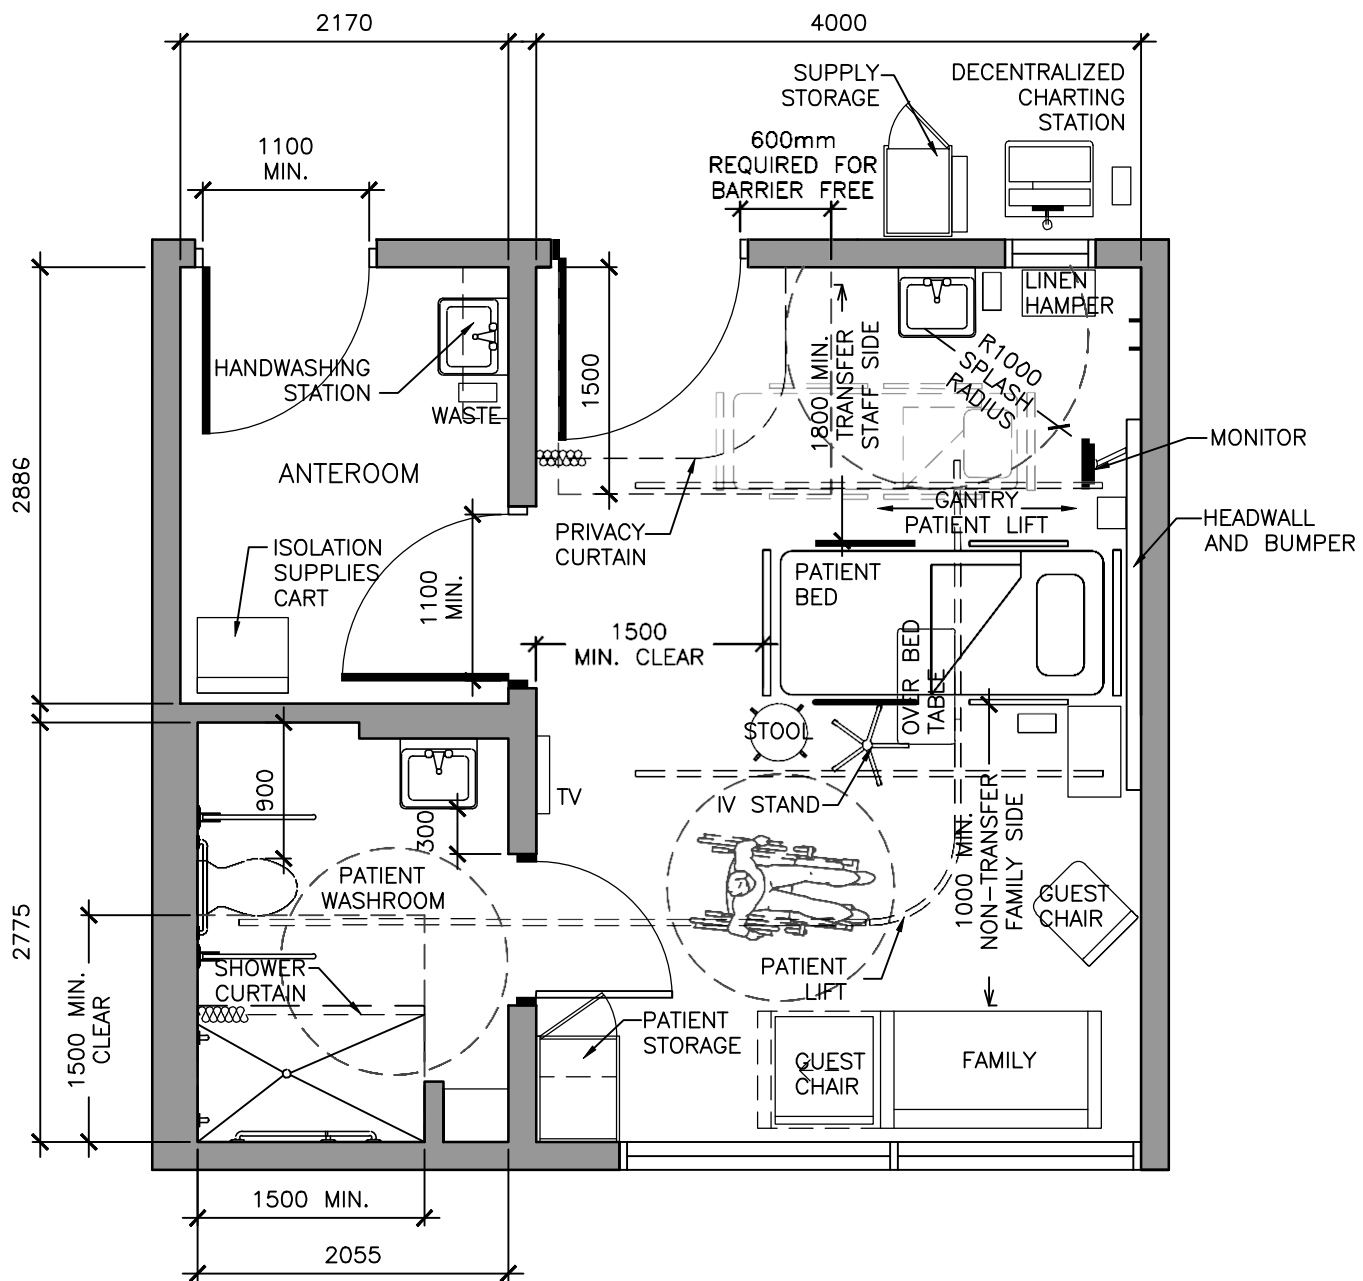 2170
4000
SUPPLY
STORAGE
DECENTRALIZED
CHARTING
STATION
1100
MIN.
600mm
REQUIRED FOR
BARRIER FREE
LINEN
HAMPER
HANDWASHING
STATION
WASTE
1500
1800 MIN.
TRANSFER
STAFF SIDE
R1000
SPLASH
RADIUS
MONITOR
2886
ANTEROOM
GANTRY
PATIENT LIFT
PRIVACY
CURTAIN
HEADWALL
AND BUMPER
ISOLATION
SUPPLIES
CART
1100
MIN.
PATIENT
BED
1500
MIN. CLEAR
OVER BED
TABLE
STOOL
900
TV
IV STAND
300
1000 MIN.
NON-TRANSFER
FAMILY SIDE
PATIENT
WASHROOM
GUEST
CHAIR
2775
SHOWER
CURTAIN
PATIENT
LIFT
1500 MIN.
CLEAR
PATIENT
STORAGE
GUEST
CHAIR
FAMILY
1500 MIN.
2055